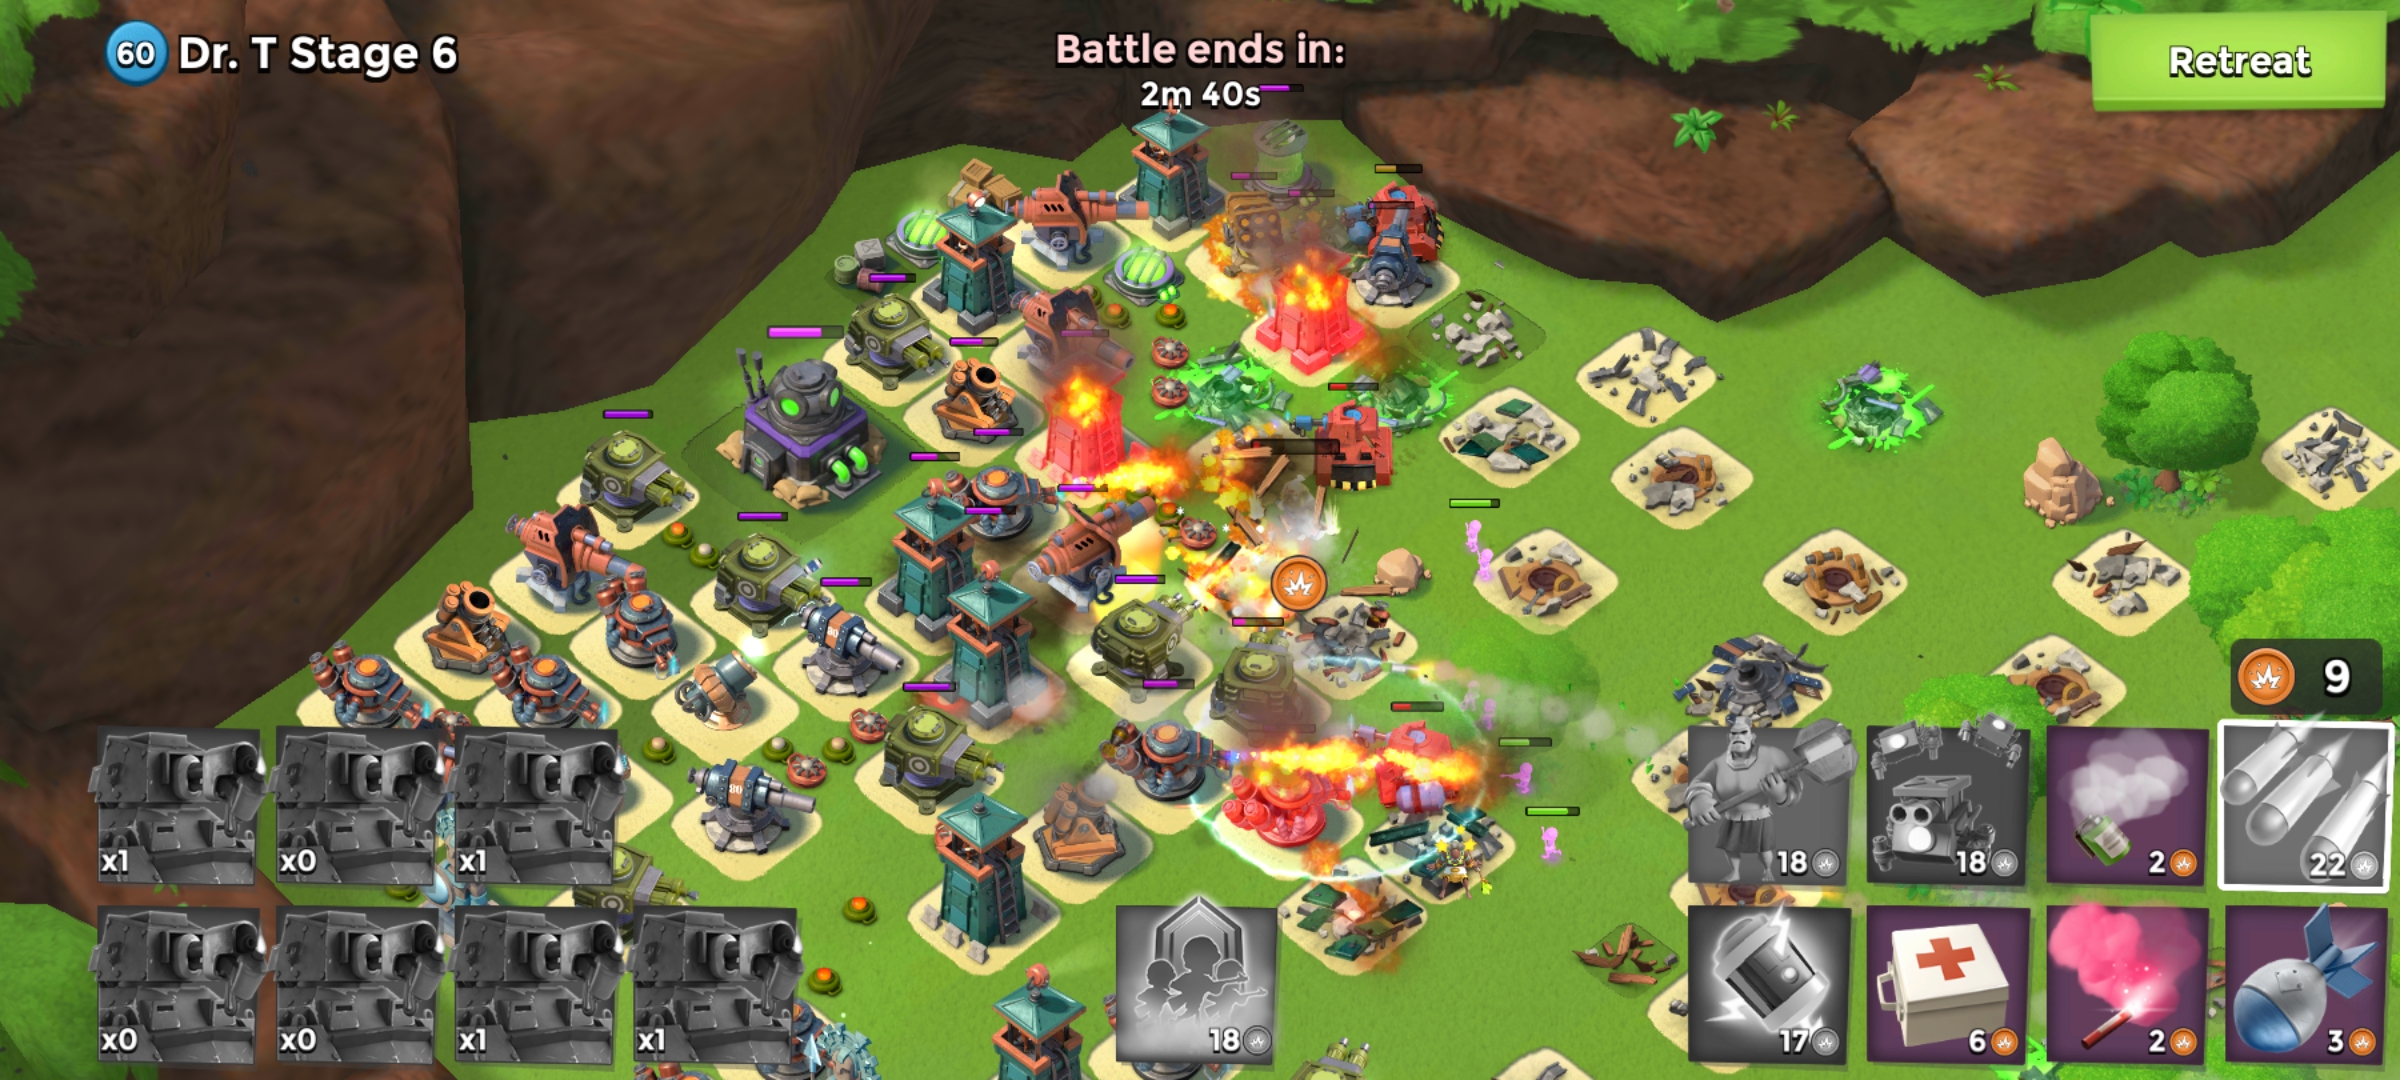 60 Dr. T Stage 6
Battle ends in:
2m 40s
Retreat
9
x1
x0
x1
18
18
2
22
x0
x0
x1
x1
18
17
6
2
3